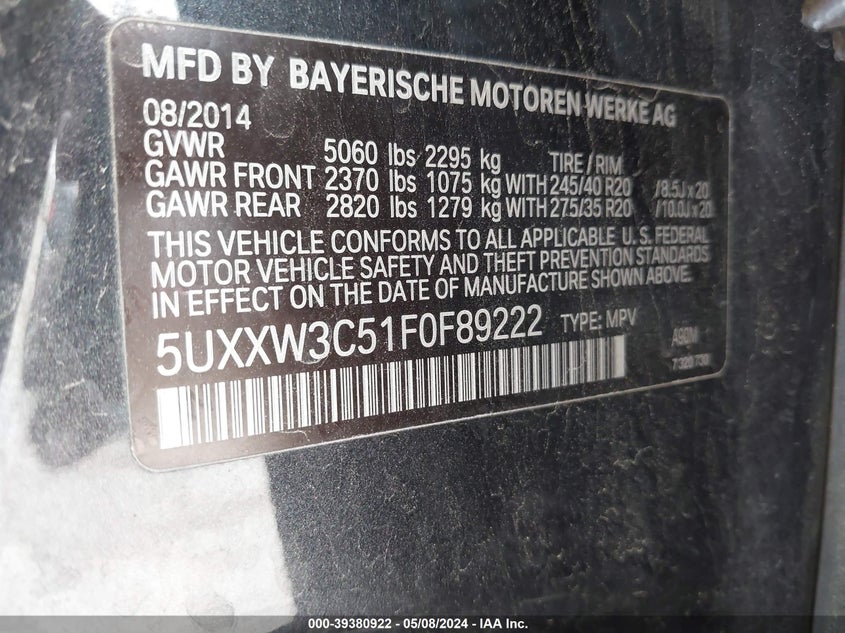 MFD BY BAYERISCHE MOTOREN WERKE AG
08/2014
GVWR 5060 lbs 2295 kg TIRE / RIM
GAWR FRONT 2370 lbs 1075 kg WITH 245/40 R20 /8.5J x 20
GAWR REAR 2820 lbs 1279 kg WITH 275/35 R20 /10.0J x 20
THIS VEHICLE CONFORMS TO ALL APPLICABLE U. S. FEDERAL
MOTOR VEHICLE SAFETY AND THEFT PREVENTION STANDARDS
IN EFFECT ON THE DATE OF MANUFACTURE SHOWN ABOVE.
5UXXW3C51F0F89222 TYPE: MPV
000-39380922 - 05/08/2024 - IAA Inc.